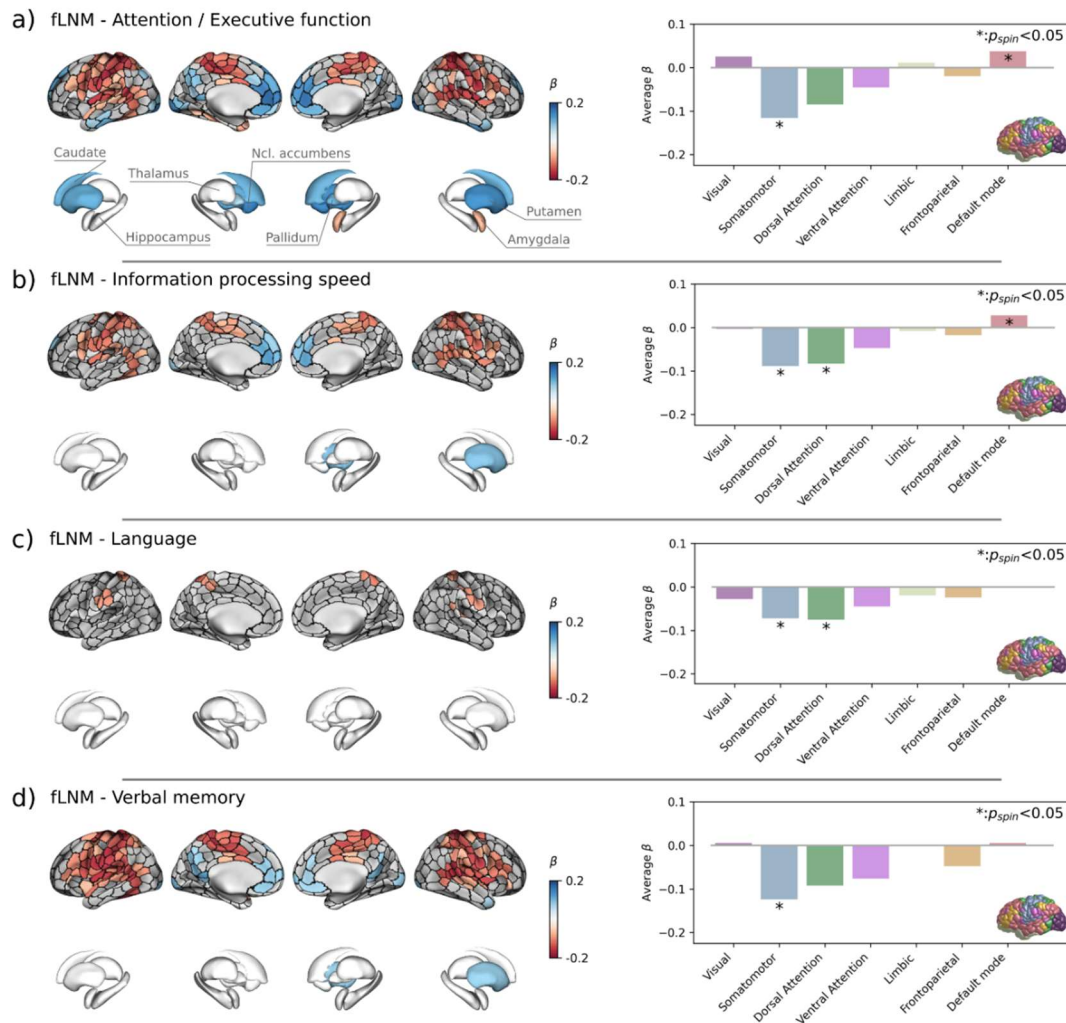 a) fLNM - Attention / Executive function
β
0.2
-0.2
Caudate
Thalamus
Ncl. accumbens
Putamen
Hippocampus
Pallidum
Amygdala
Average β
0.1
0.0
−0.1
−0.2
*:p_spin<0.05
*
*
Visual
Somatomotor
Dorsal Attention
Ventral Attention
Limbic
Frontoparietal
Default mode
b) fLNM - Information processing speed
β
0.2
-0.2
Average β
0.1
0.0
−0.1
−0.2
*:p_spin<0.05
*
*
*
Visual
Somatomotor
Dorsal Attention
Ventral Attention
Limbic
Frontoparietal
Default mode
c) fLNM - Language
β
0.2
-0.2
Average β
0.1
0.0
−0.1
−0.2
*:p_spin<0.05
*
*
Visual
Somatomotor
Dorsal Attention
Ventral Attention
Limbic
Frontoparietal
Default mode
d) fLNM - Verbal memory
β
0.2
-0.2
Average β
0.1
0.0
−0.1
−0.2
*:p_spin<0.05
*
Visual
Somatomotor
Dorsal Attention
Ventral Attention
Limbic
Frontoparietal
Default mode